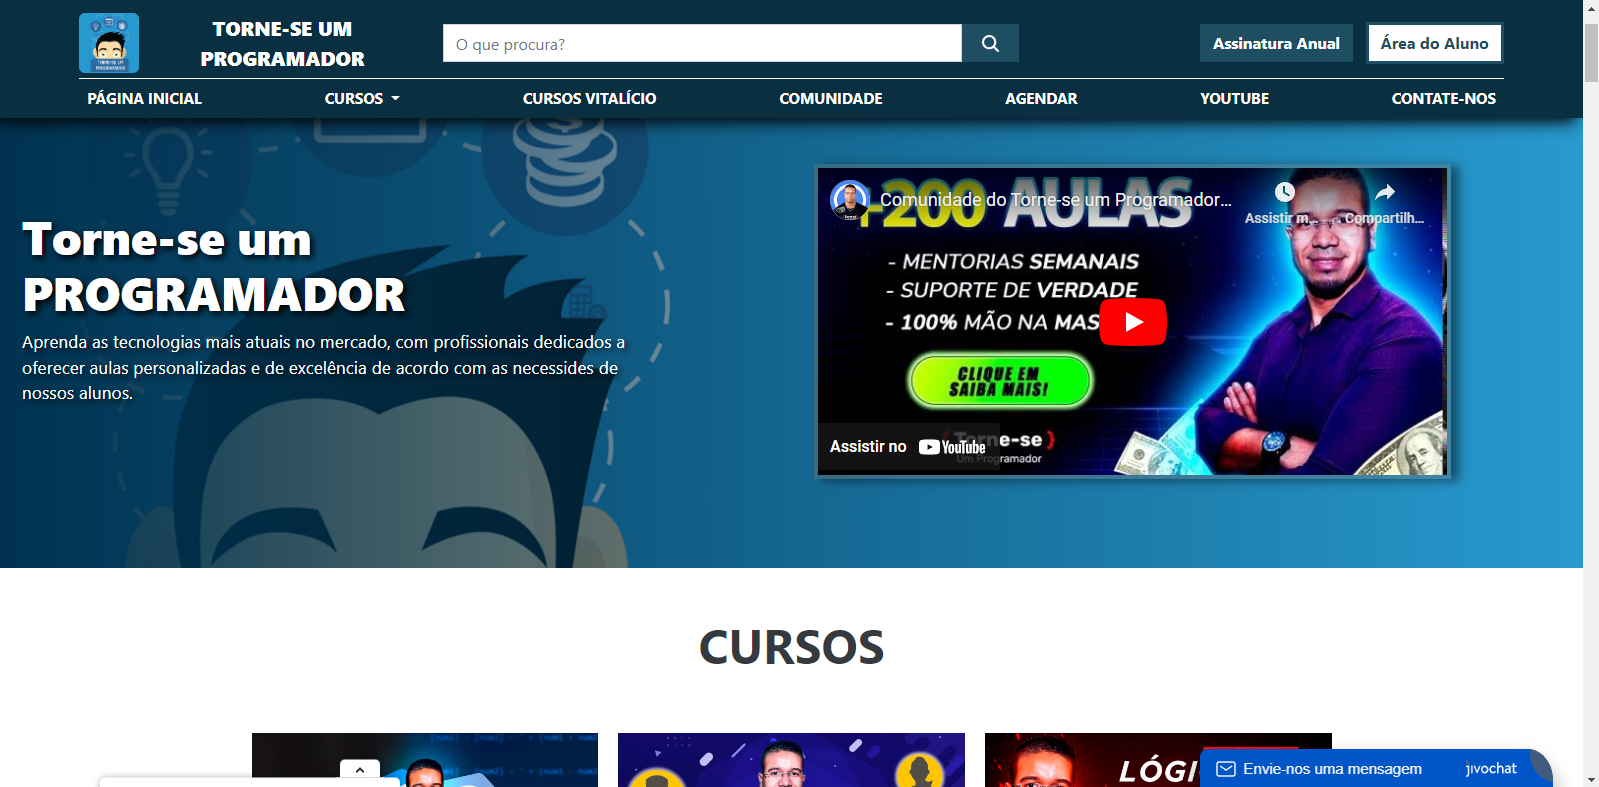 TORNE-SE UM
PROGRAMADOR
O que procura?
Assinatura Anual
Área do Aluno
PÁGINA INICIAL
CURSOS
CURSOS VITALÍCIO
COMUNIDADE
AGENDAR
YOUTUBE
CONTATE-NOS
Torne-se um
PROGRAMADOR
Aprenda as tecnologias mais atuais no mercado, com profissionais dedicados a
oferecer aulas personalizadas e de excelência de acordo com as necessides de
nossos alunos.
+200 AULAS
Comunidade do Torne-se um Programador...
Assistir m...
Compartilh...
- MENTORIAS SEMANAIS
- SUPORTE DE VERDADE
- 100% MÃO NA MAS
CLIQUE EM
SAIBA MAIS!
Assistir no YouTube
Torne-se )
Um Programador
CURSOS
LÓGI
Envie-nos uma mensagem
jivochat